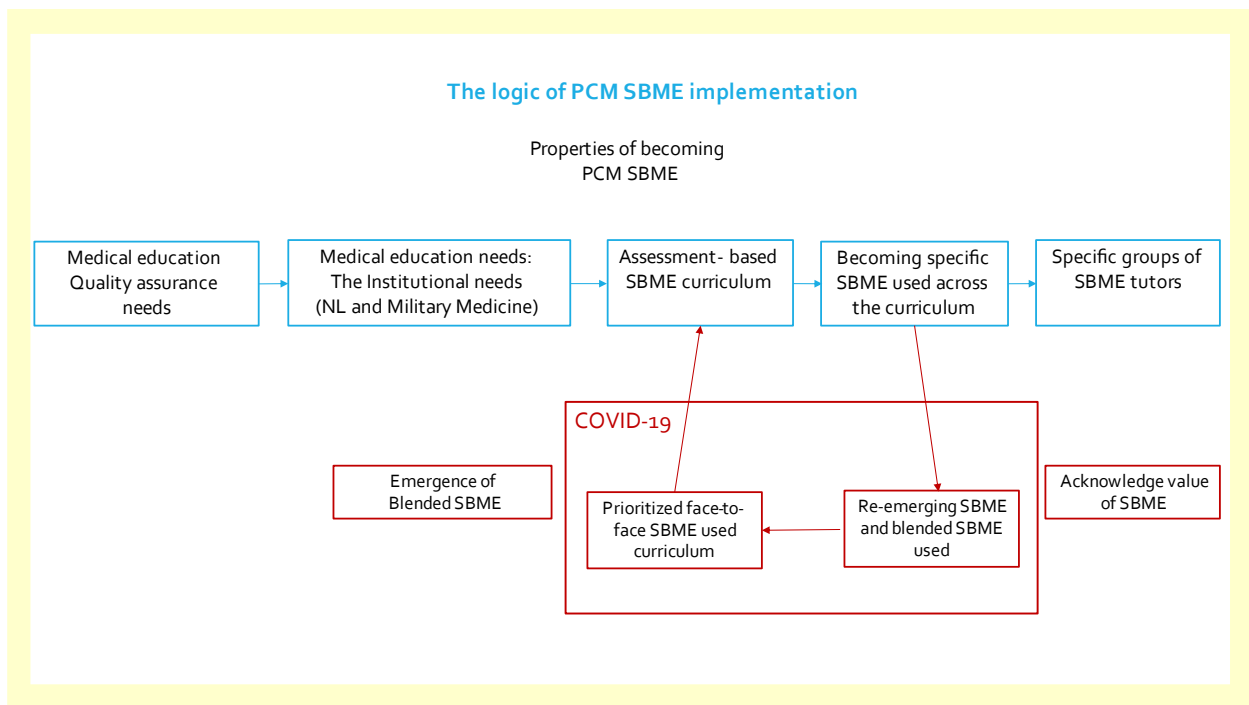 The logic of PCM SBME implementation
Properties of becoming
PCM SBME
Medical education
Quality assurance
needs
Medical education needs:
The Institutional needs
(NL and Military Medicine)
Assessment- based
SBME curriculum
Becoming specific
SBME used across
the curriculum
Specific groups of
SBME tutors
COVID-19
Emergence of
Blended SBME
Prioritized face-to-
face SBME used
curriculum
Re-emerging SBME
and blended SBME
used
Acknowledge value
of SBME